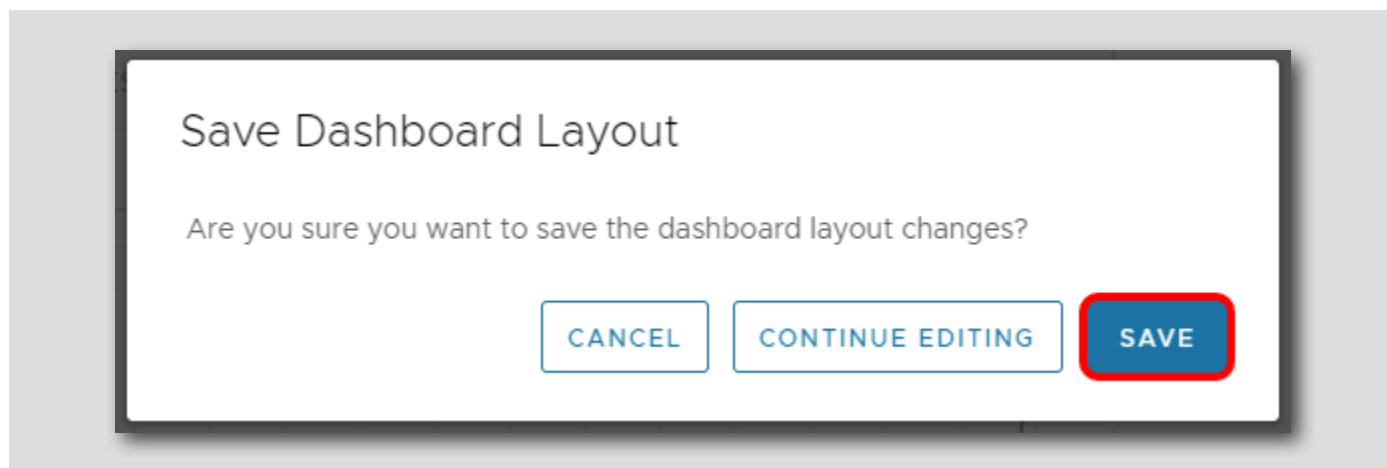 Save Dashboard Layout
Are you sure you want to save the dashboard layout changes?
CANCEL CONTINUE EDITING SAVE